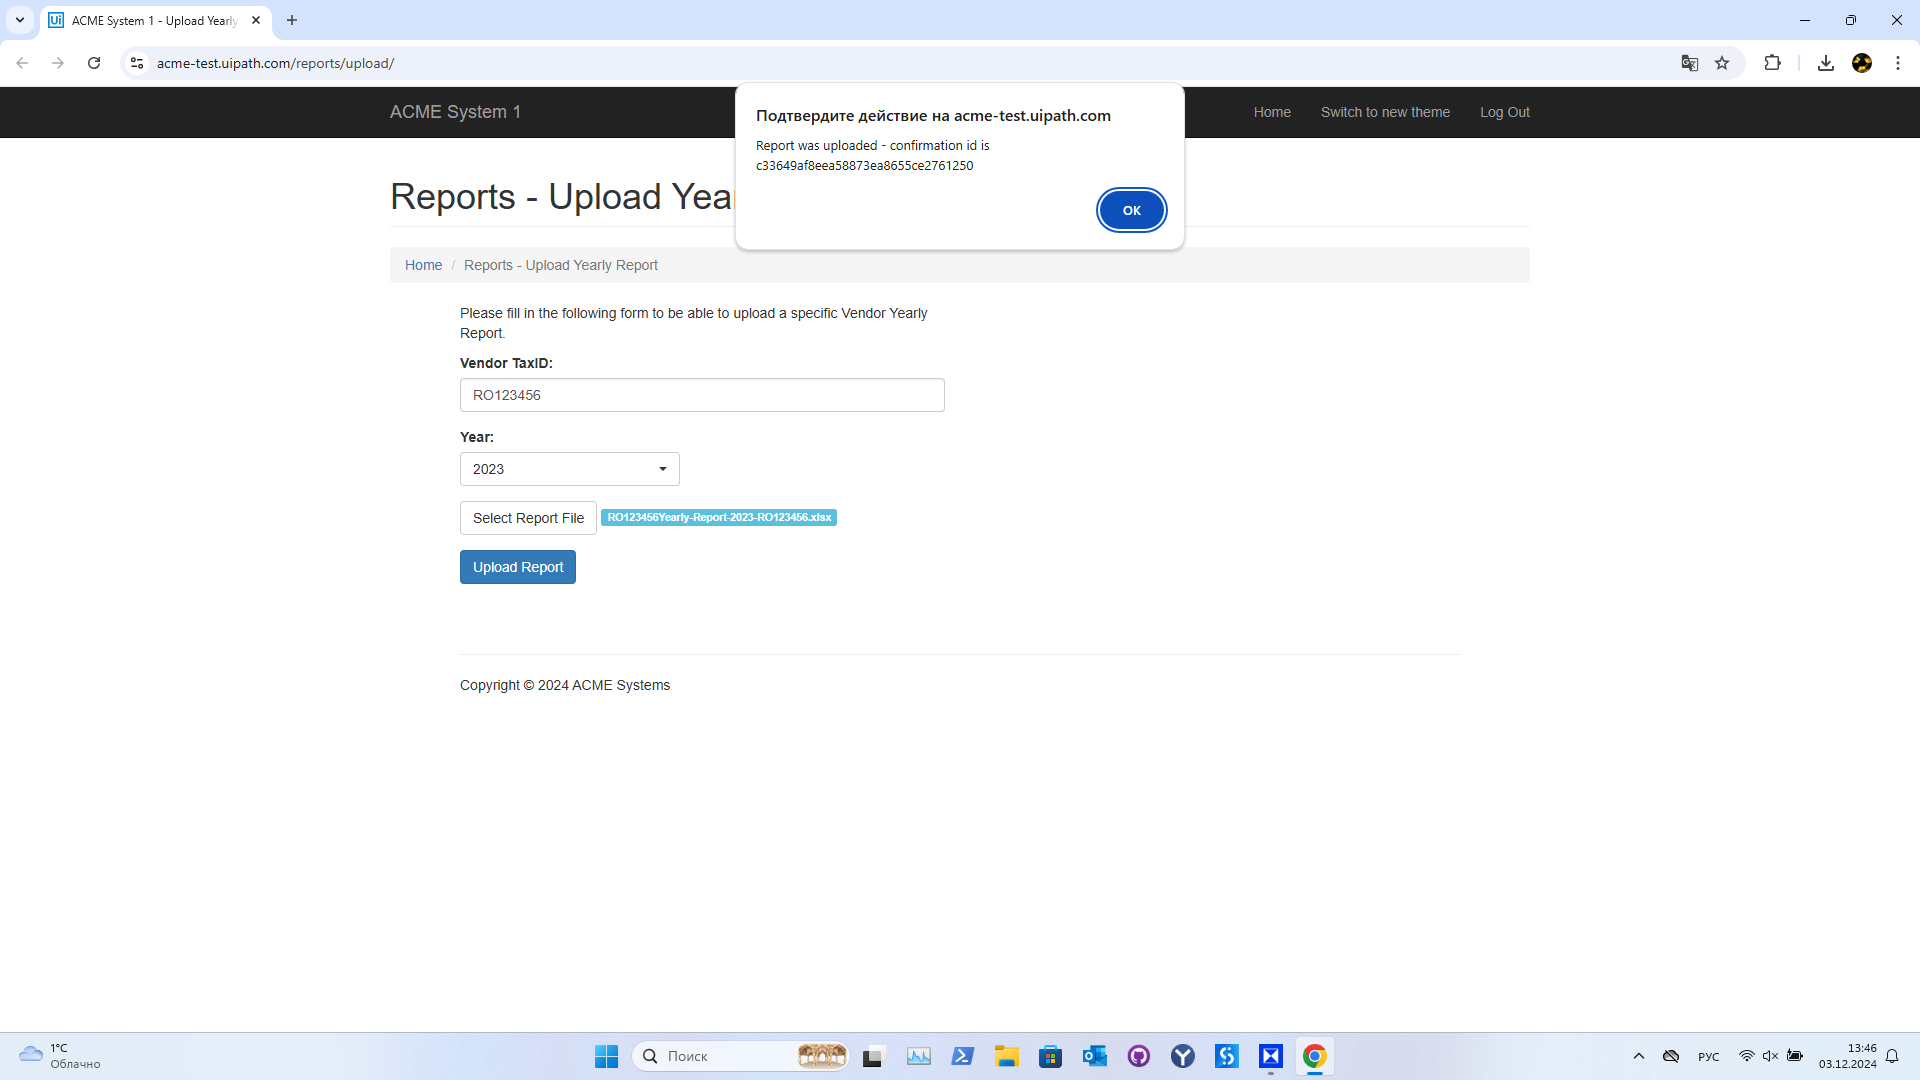 ACME System 1 - Upload Yearly
acme-test.uipath.com/reports/upload/
ACME System 1
Home
Switch to new theme
Log Out
Подтвердите действие на acme-test.uipath.com
Report was uploaded - confirmation id is
c33649af8eea58873ea8655ce2761250
OK
Reports - Upload Year
Home / Reports - Upload Yearly Report
Please fill in the following form to be able to upload a specific Vendor Yearly
Report.
Vendor TaxID:
RO123456
Year:
2023
Select Report File
RO123456Yearly-Report-2023-RO123456.xlsx
Upload Report
Copyright © 2024 ACME Systems
1°C
Облачно
Поиск
РУС
13:46
03.12.2024